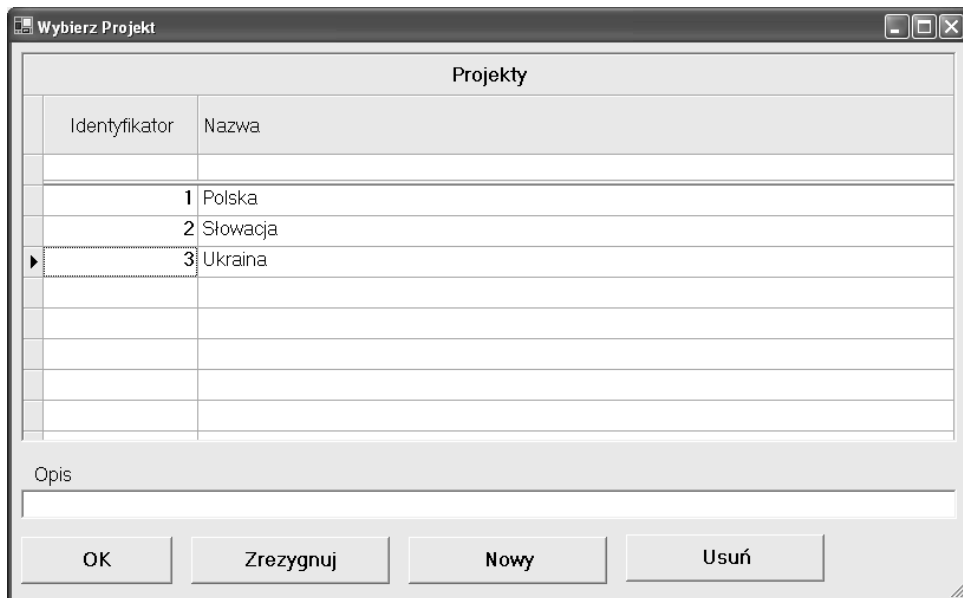 Wybierz Projekt
Projekty
Identyfikator Nazwa
1 Polska
2 Słowacja
3 Ukraina
Opis
OK Zrezygnuj Nowy Usuń